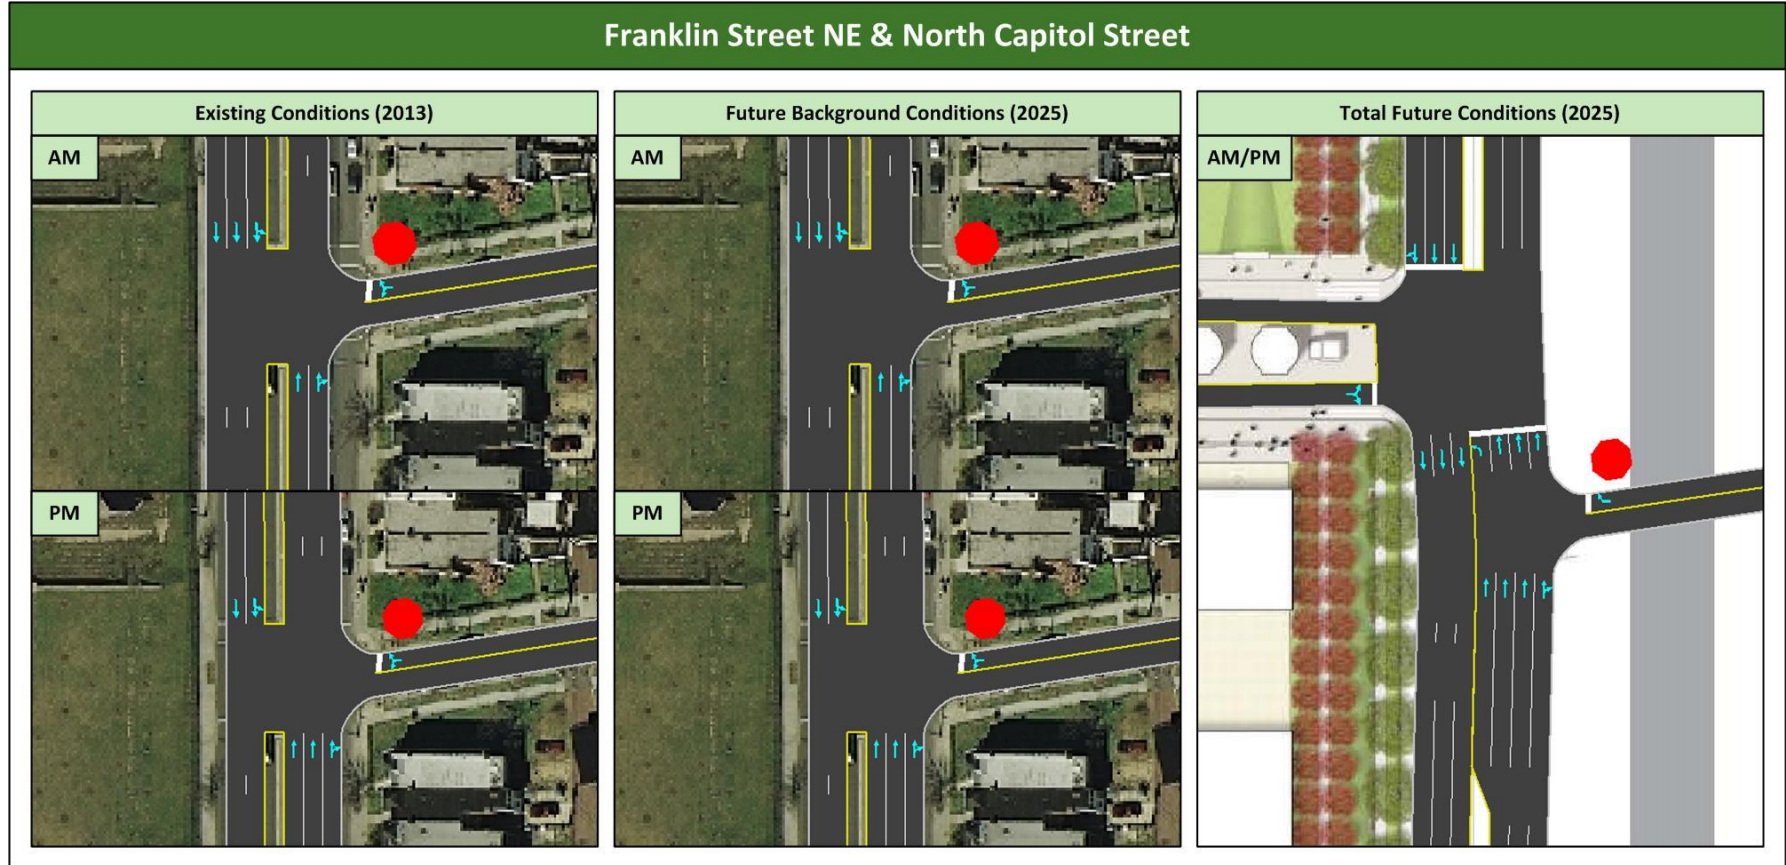 Franklin Street NE & North Capitol Street
Existing Conditions (2013)
Future Background Conditions (2025)
Total Future Conditions (2025)
AM
AM
AM/PM
PM
PM